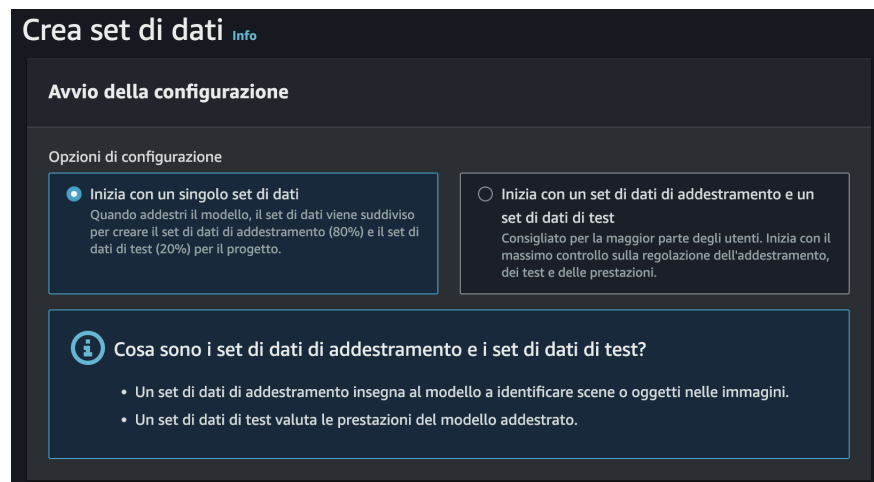 Crea set di dati Info
Avvio della configurazione
Opzioni di configurazione
Inizia con un singolo set di dati
Quando addestri il modello, il set di dati viene suddiviso
per creare il set di dati di addestramento (80%) e il set di
dati di test (20%) per il progetto.
Inizia con un set di dati di addestramento e un
set di dati di test
Consigliato per la maggior parte degli utenti. Inizia con il
massimo controllo sulla regolazione dell'addestramento,
dei test e delle prestazioni.
Cosa sono i set di dati di addestramento e i set di dati di test?
• Un set di dati di addestramento insegna al modello a identificare scene o oggetti nelle immagini.
• Un set di dati di test valuta le prestazioni del modello addestrato.